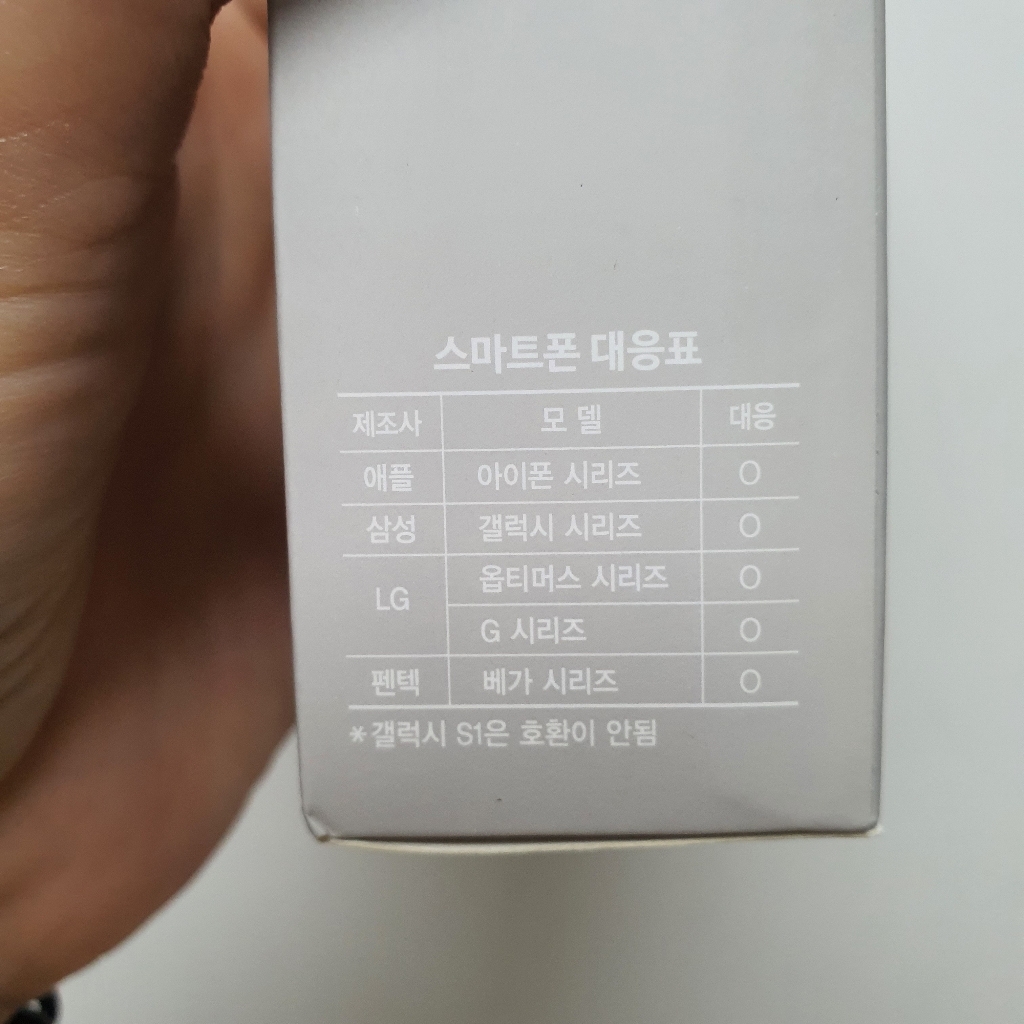 스마트폰 대응표
제조사 모 델 대응
애플 아이폰 시리즈 O
삼성 갤럭시 시리즈 O
LG 옵티머스 시리즈 O
G 시리즈 O
펜텍 베가 시리즈 O
*갤럭시 S1은 호환이 안됨